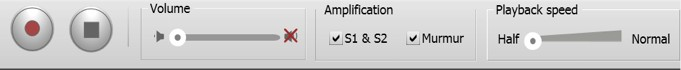 Volume
Amplification
Playback speed
S1 & S2
Murmur
Half
Normal